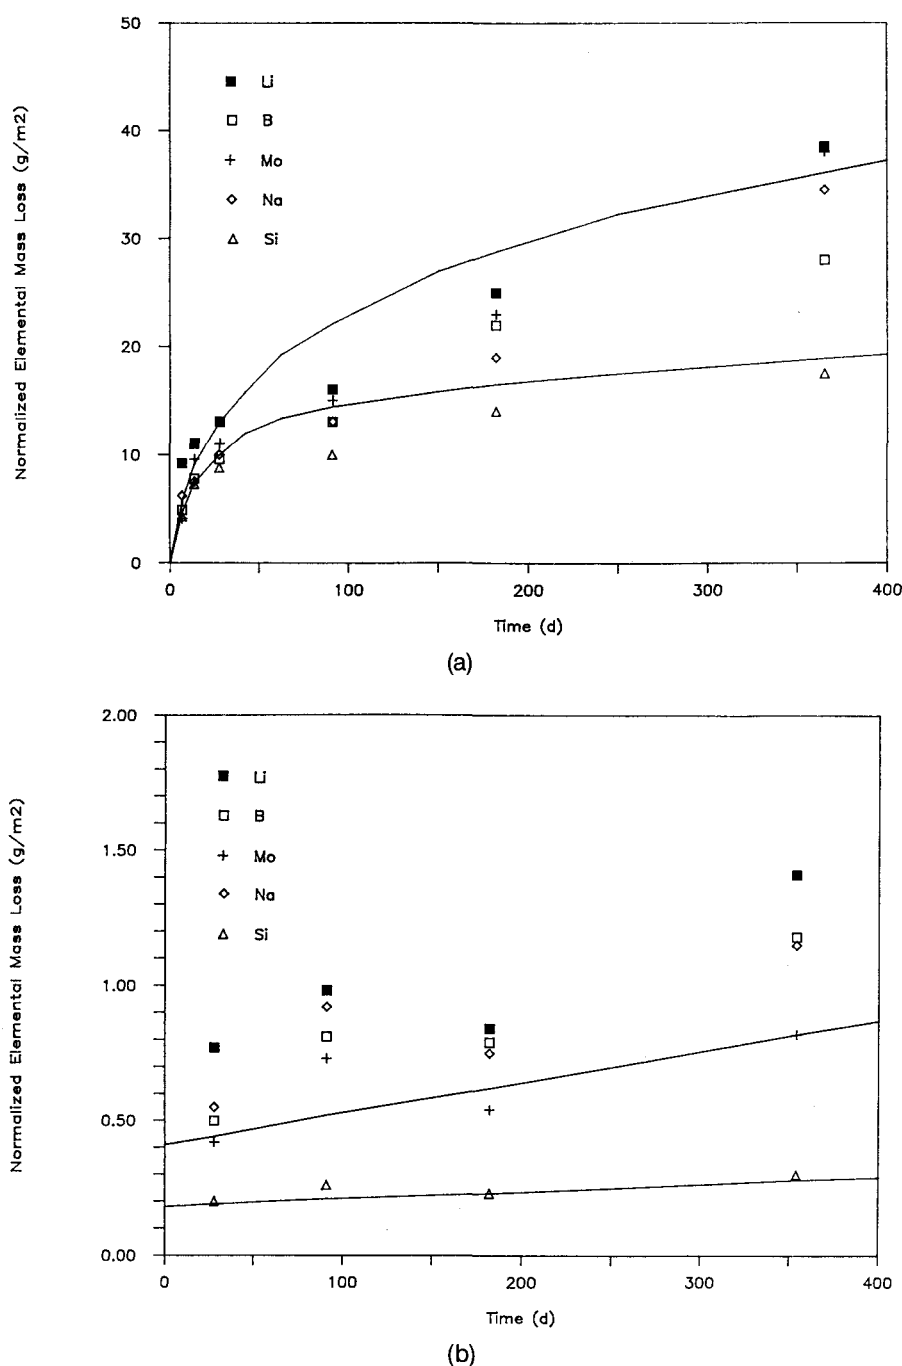 50
40
30
20
10
0
Normalized Elemental Mass Loss (g/m2)
Li
B
Mo
Na
Si
0 100 200 300 400
Time (d)
(a)
2.00
1.50
1.00
0.50
0.00
Normalized Elemental Mass Loss (g/m2)
Li
B
Mo
Na
Si
0 100 200 300 400
Time (d)
(b)